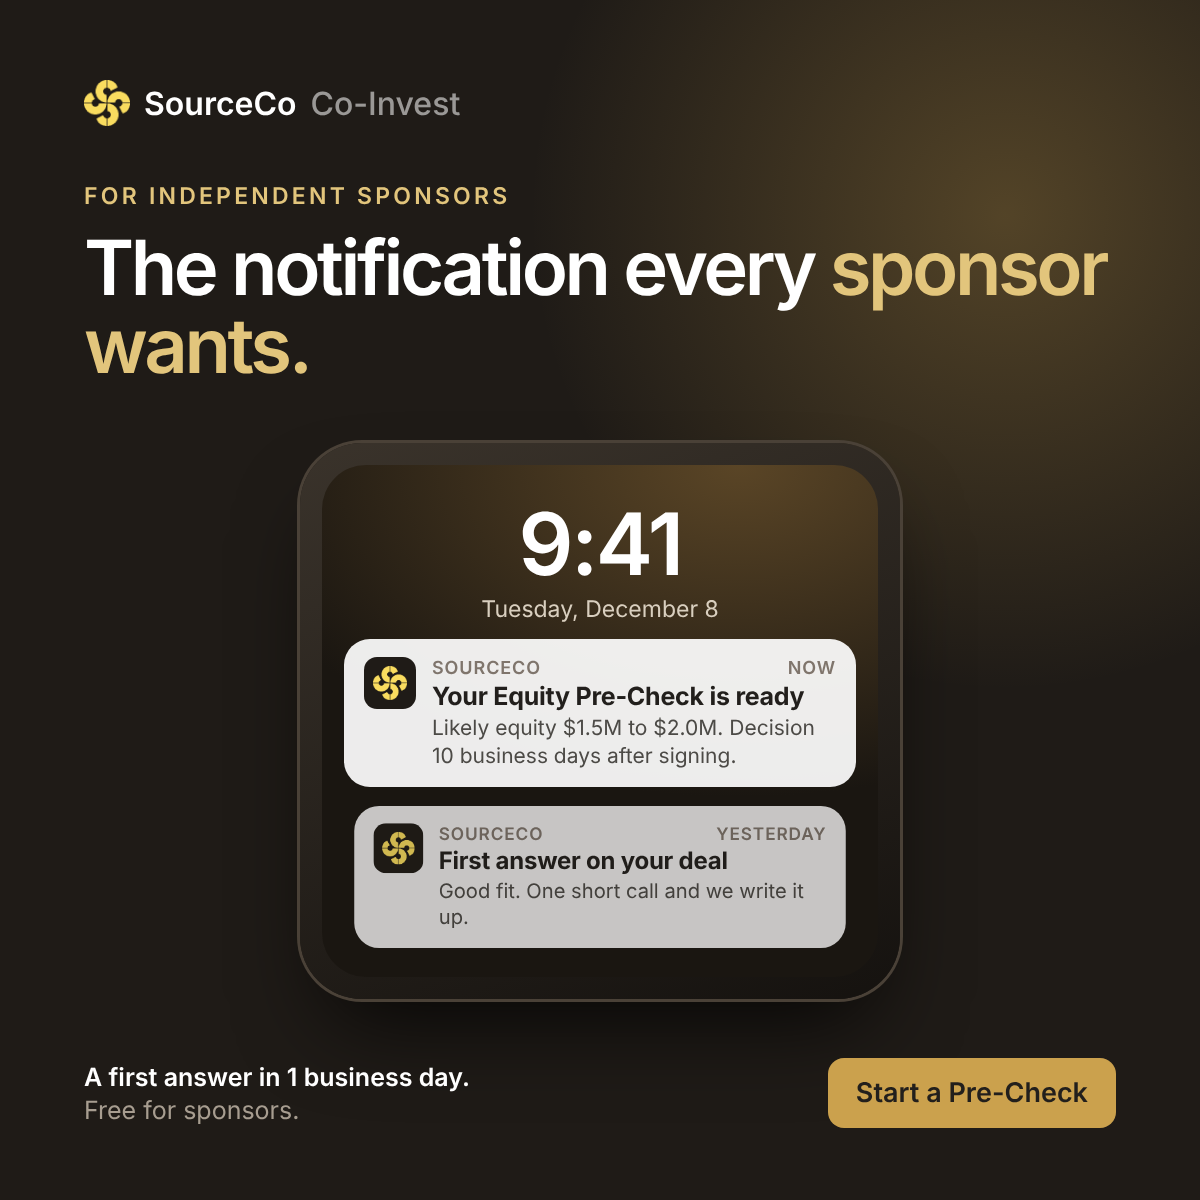 SourceCo Co-Invest
FOR INDEPENDENT SPONSORS
The notification every sponsor
wants.
9:41
Tuesday, December 8
SOURCECO NOW
Your Equity Pre-Check is ready
Likely equity $1.5M to $2.0M. Decision
10 business days after signing.
SOURCECO YESTERDAY
First answer on your deal
Good fit. One short call and we write it
up.
A first answer in 1 business day.
Free for sponsors.
Start a Pre-Check